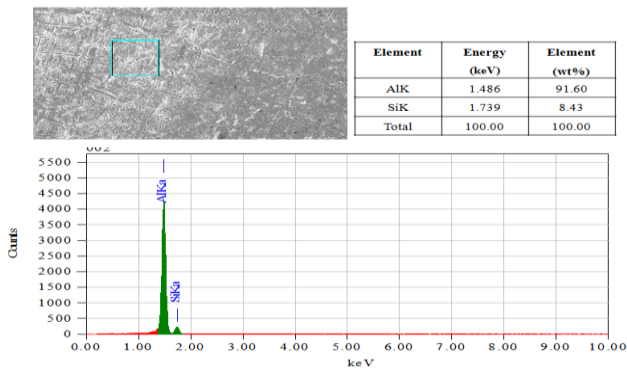 Element Energy (keV) Element (wt%)
AlK 1.486 91.60
SiK 1.739 8.43
Total 100.00 100.00
002
5500
5000
4500
4000
3500
3000
2500
2000
1500
1000
500
0
Counts
AlKa
SiKa
0.00 1.00 2.00 3.00 4.00 5.00 6.00 7.00 8.00 9.00 10.00
keV